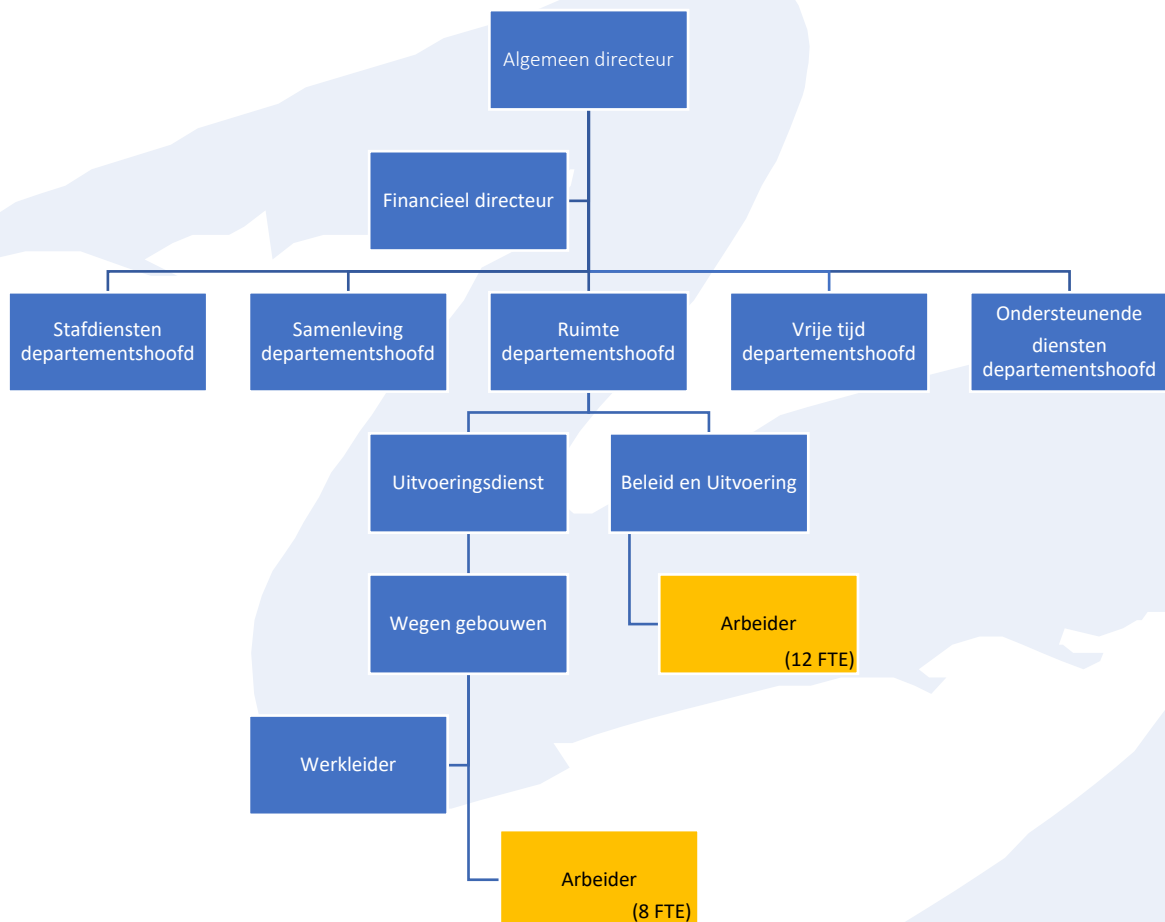 Algemeen directeur
Financieel directeur
Stafdiensten
departementshoofd
Samenleving
departementshoofd
Ruimte
departementshoofd
Vrije tijd
departementshoofd
Ondersteunende
diensten
departementshoofd
Uitvoeringsdienst
Beleid en Uitvoering
Wegen gebouwen
Arbeider
(12 FTE)
Werkleider
Arbeider
(8 FTE)